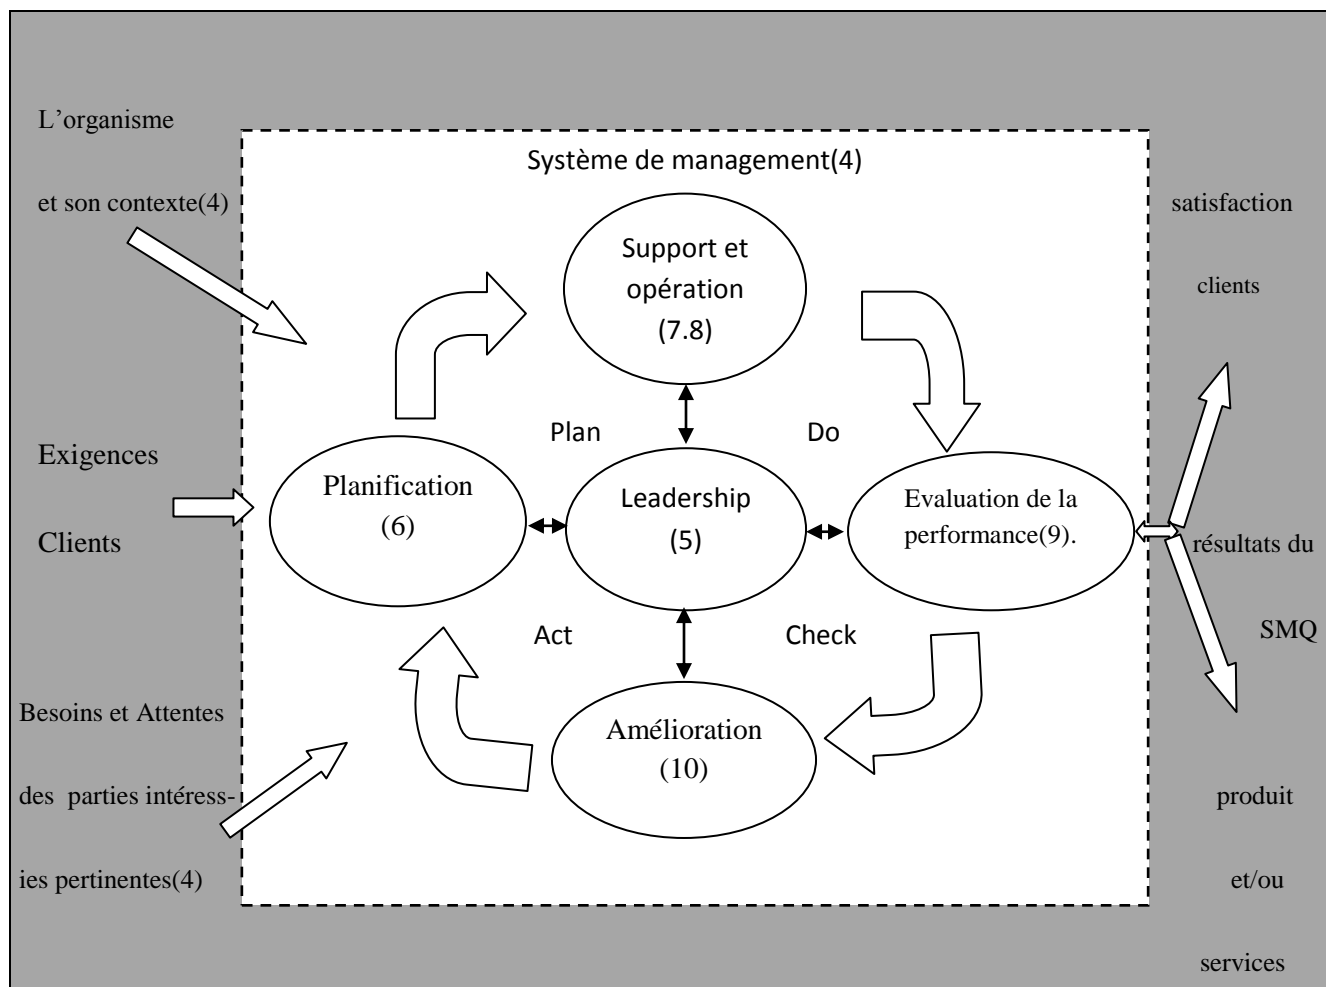 L’organisme
et son contexte(4)
Exigences
Clients
Besoins et Attentes
des  parties intéress-
ies pertinentes(4)
Système de management(4)
Support et
opération
(7.8)
Plan
Do
Planification
(6)
Leadership
(5)
Evaluation de la
performance(9).
Act
Check
Amélioration
(10)
satisfaction
clients
résultats du
SMQ
produit
et/ou
services